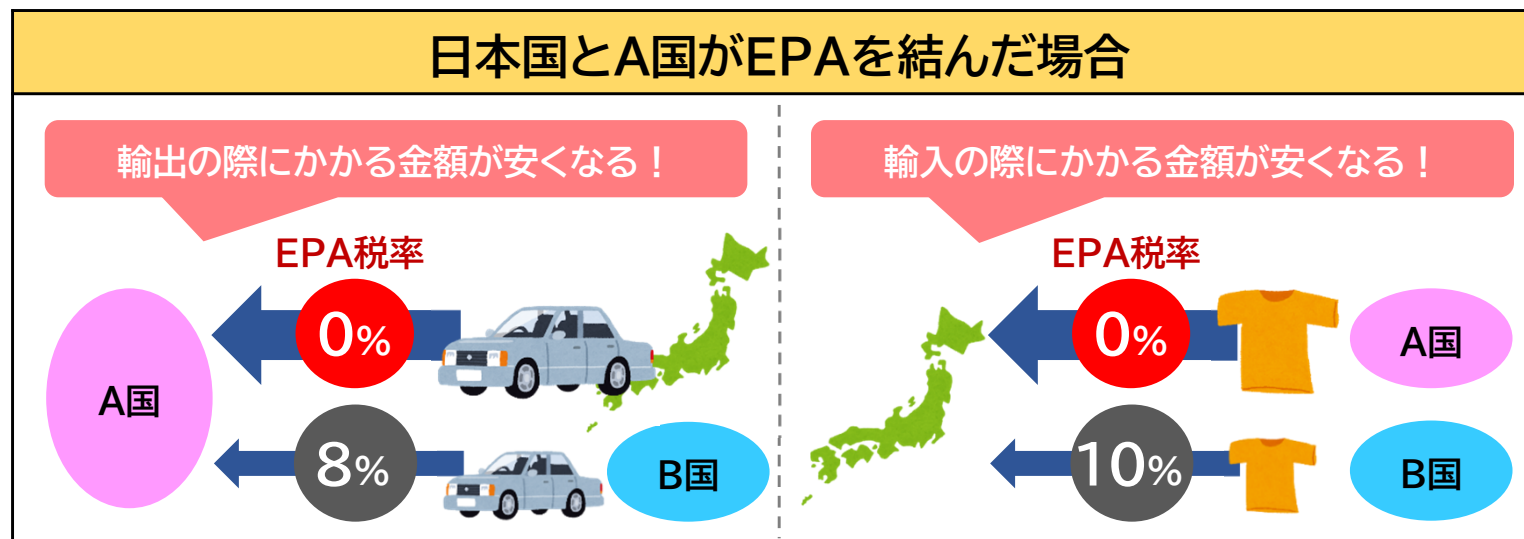 日本国とA国がEPAを結んだ場合
輸出の際にかかる金額が安くなる！
EPA税率
0%
A国
8%
B国
輸入の際にかかる金額が安くなる！
EPA税率
0%
A国
10%
B国